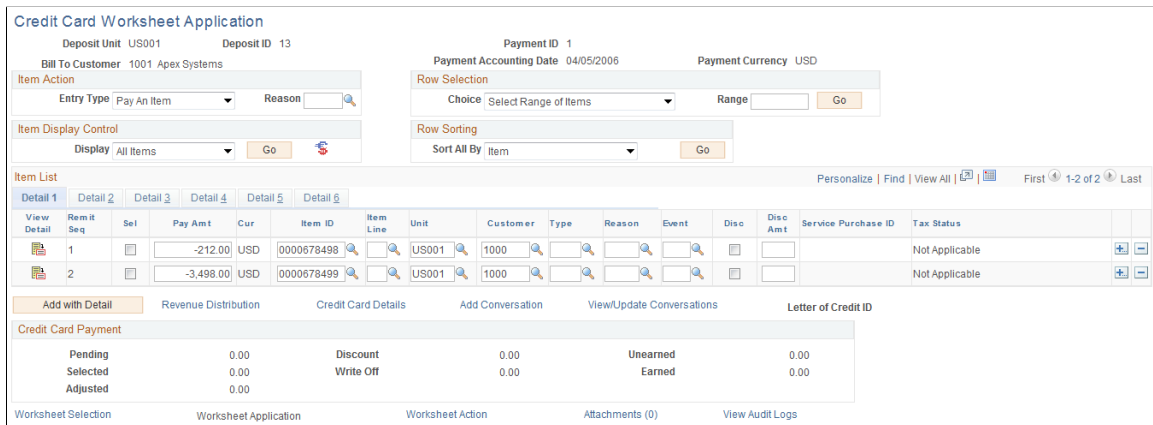 Credit Card Worksheet Application
Deposit Unit US001 Deposit ID 13 Payment ID 1
Bill To Customer 1001 Apex Systems Payment Accounting Date 04/05/2006 Payment Currency USD
Item Action Row Selection
Entry Type Pay An Item Reason Choice Select Range of Items Range Go
Item Display Control Row Sorting
Display All Items Go Sort All By Item Go
Item List Personalize | Find | View All | | First 1-2 of 2 Last
Detail 1 Detail 2 Detail 3 Detail 4 Detail 5 Detail 6
View Detail Remit Seq Sel Pay Amt Cur Item ID Item Line Unit Customer Type Reason Event Disc Disc Amt Service Purchase ID Tax Status
1 -212.00 USD 0000678498 US001 1000 Not Applicable
2 -3,498.00 USD 0000678499 US001 1000 Not Applicable
Add with Detail Revenue Distribution Credit Card Details Add Conversation View/Update Conversations Letter of Credit ID
Credit Card Payment
Pending 0.00 Discount 0.00 Unearned 0.00
Selected 0.00 Write Off 0.00 Earned 0.00
Adjusted 0.00
Worksheet Selection Worksheet Application Worksheet Action Attachments (0) View Audit Logs